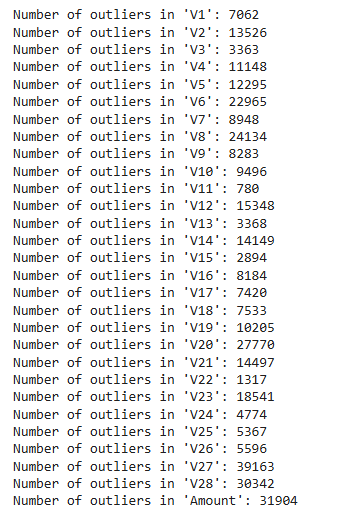 Number of outliers in 'V1': 7062
Number of outliers in 'V2': 13526
Number of outliers in 'V3': 3363
Number of outliers in 'V4': 11148
Number of outliers in 'V5': 12295
Number of outliers in 'V6': 22965
Number of outliers in 'V7': 8948
Number of outliers in 'V8': 24134
Number of outliers in 'V9': 8283
Number of outliers in 'V10': 9496
Number of outliers in 'V11': 780
Number of outliers in 'V12': 15348
Number of outliers in 'V13': 3368
Number of outliers in 'V14': 14149
Number of outliers in 'V15': 2894
Number of outliers in 'V16': 8184
Number of outliers in 'V17': 7420
Number of outliers in 'V18': 7533
Number of outliers in 'V19': 10205
Number of outliers in 'V20': 27770
Number of outliers in 'V21': 14497
Number of outliers in 'V22': 1317
Number of outliers in 'V23': 18541
Number of outliers in 'V24': 4774
Number of outliers in 'V25': 5367
Number of outliers in 'V26': 5596
Number of outliers in 'V27': 39163
Number of outliers in 'V28': 30342
Number of outliers in 'Amount': 31904